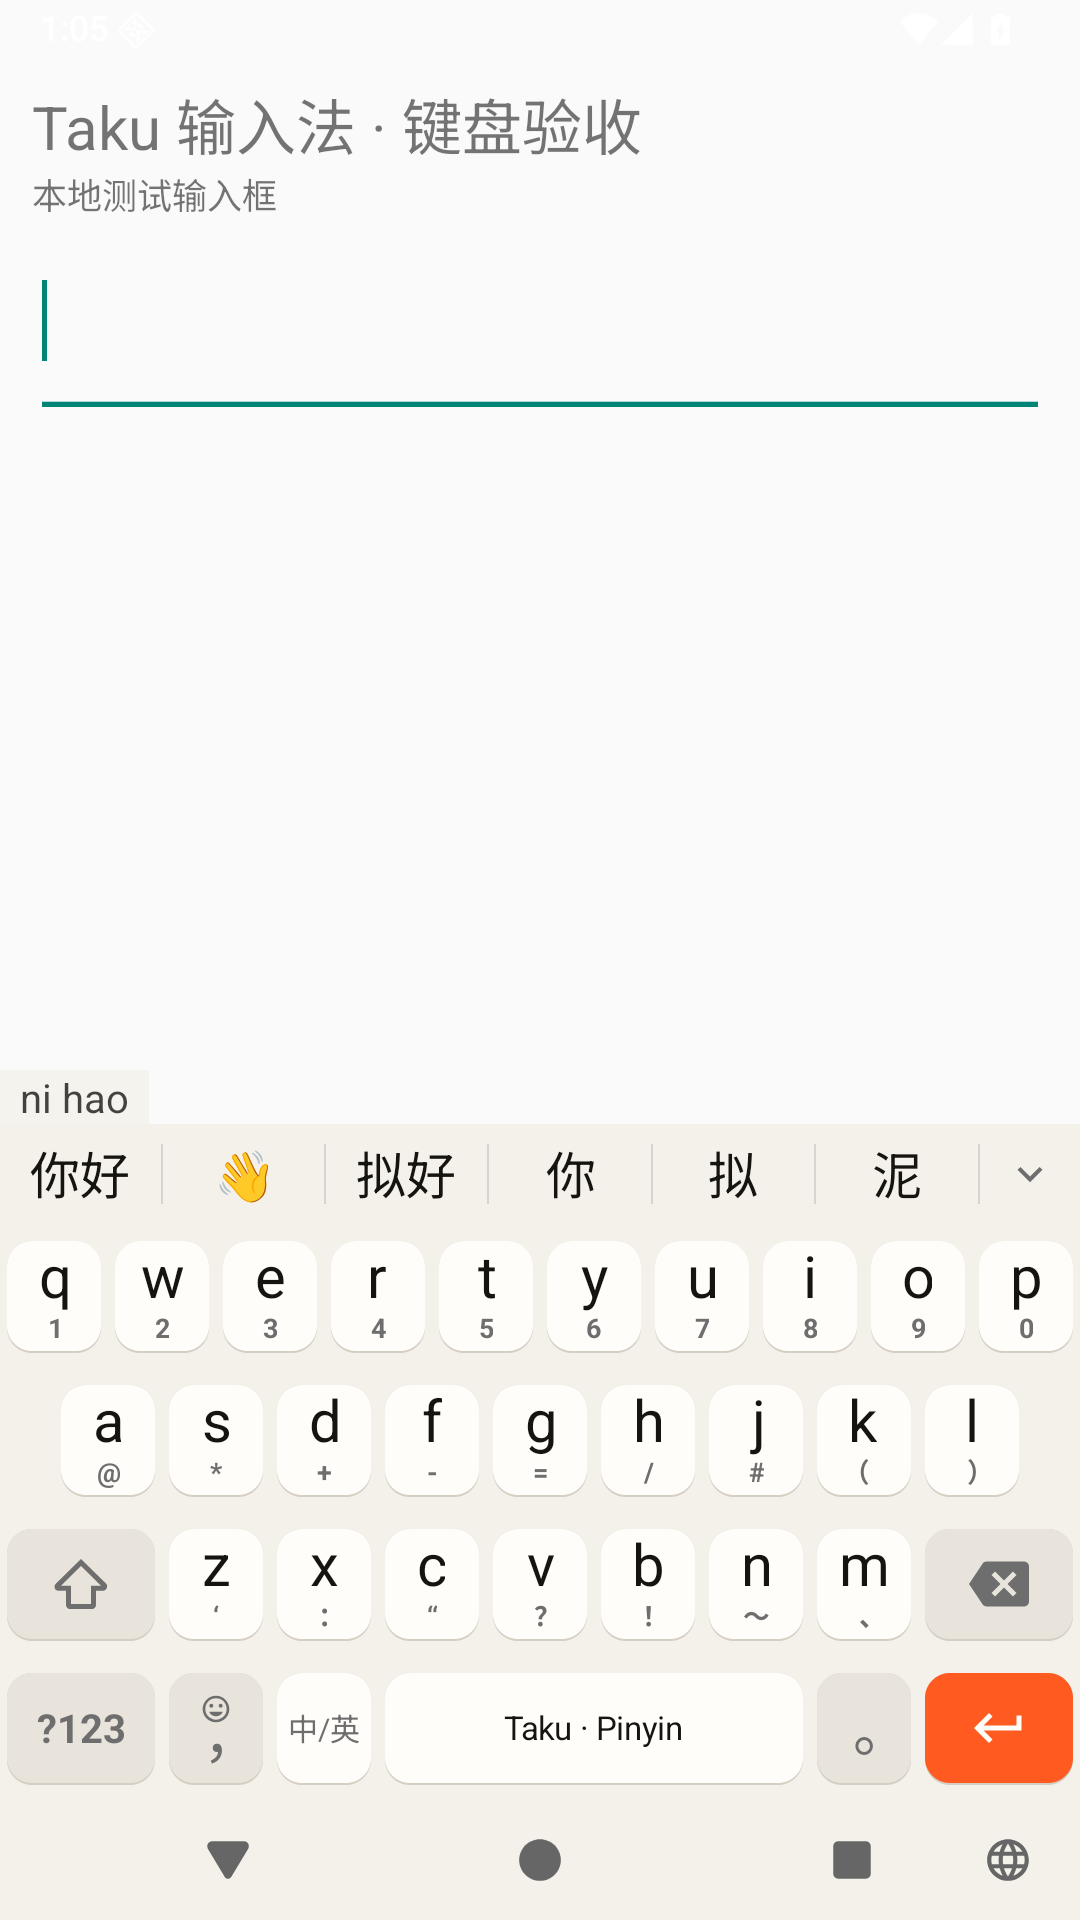 1:05
Taku 输入法 · 键盘验收
本地测试输入框
ni hao
你好 👋 拟好 你 拟 泥
q w e r t y u i o p
1 2 3 4 5 6 7 8 9 0
a s d f g h j k l
@ * + - = / # ( )
z x c v b n m
‘ : “ ? ! ～ 、
?123 , 中/英 Taku · Pinyin 。